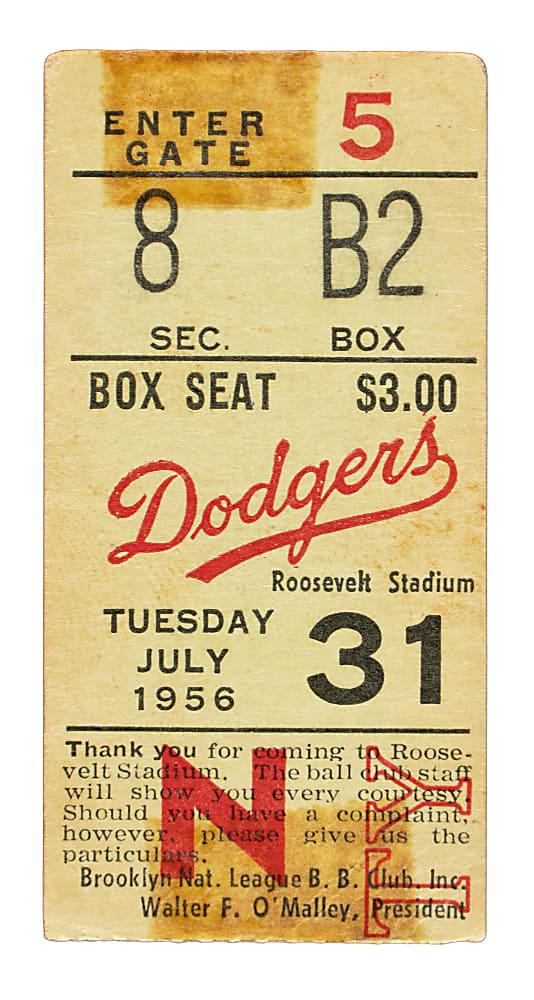 ENTER GATE 5
8 B2
SEC. BOX
BOX SEAT $3.00
Dodgers
Roosevelt Stadium
TUESDAY
JULY
1956
31
Thank you for coming to Roose-
velt Stadium. The ball club staff
will show you every courtesy.
Should you have a complaint,
however, please give us the
particulars.
Brooklyn Nat. League B. B. Club. Inc.
Walter F. O'Malley, President
N